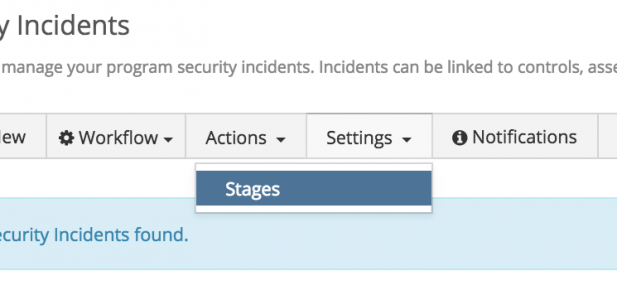 y Incidents
manage your program security incidents. Incidents can be linked to controls, asse
ew Workflow Actions Settings Notifications
Stages
ecurity Incidents found.